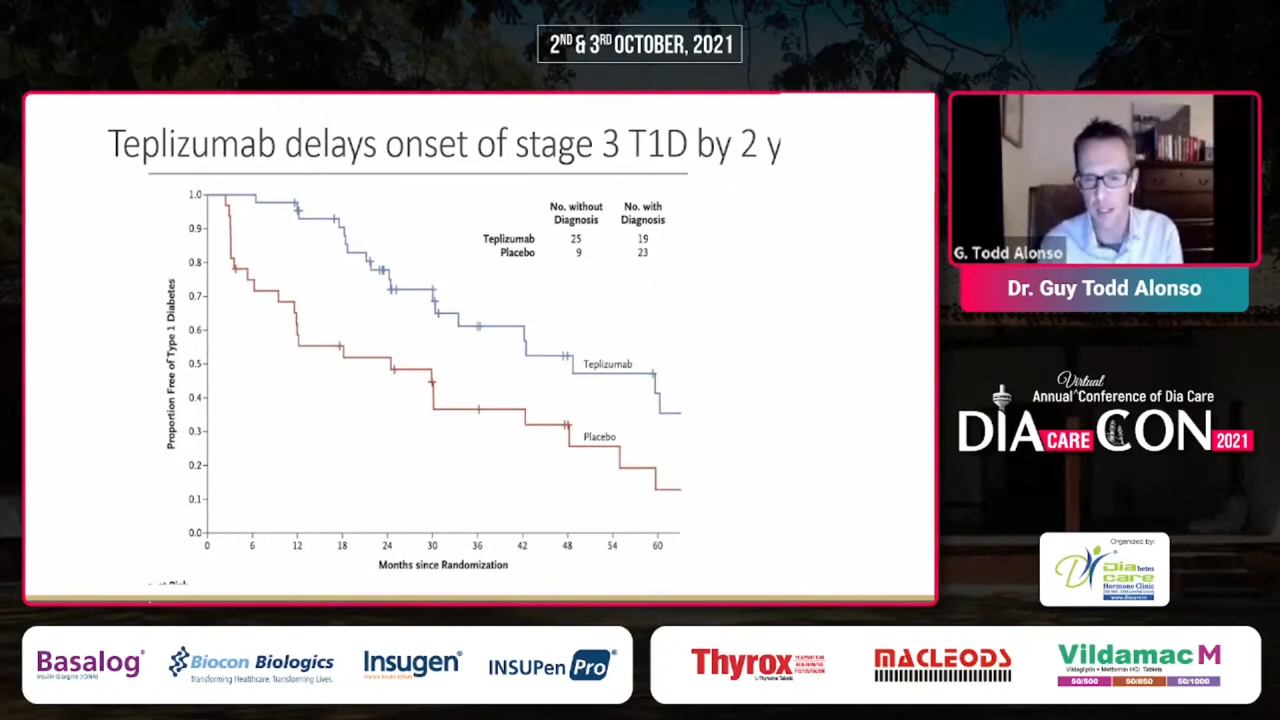 2ND & 3RD OCTOBER, 2021
Teplizumab delays onset of stage 3 T1D by 2 y
1.0
0.9
0.8
0.7
0.6
0.5
0.4
0.3
0.2
0.1
0.0
Proportion Free of Type 1 Diabetes
No. without Diagnosis
No. with Diagnosis
Teplizumab 25 19
Placebo 9 23
Teplizumab
Placebo
0 6 12 18 24 30 36 42 48 54 60
Months since Randomization
G. Todd Alonso
Dr. Guy Todd Alonso
Virtual
Annual Conference of Dia Care
DIA CARE CON 2021
Organized by:
Diabetes
care
Hormone Clinic
Basalog
Insulin Glargine (rDNA)
Biocon Biologics
Transforming Healthcare. Transforming Lives.
Insugen
INSUPen Pro
Thyrox
L-Thyroxine Tablets
MACLEODS
Vildamac M
Vildagliptin + Metformin HCl Tablets
50/500 50/850 50/1000